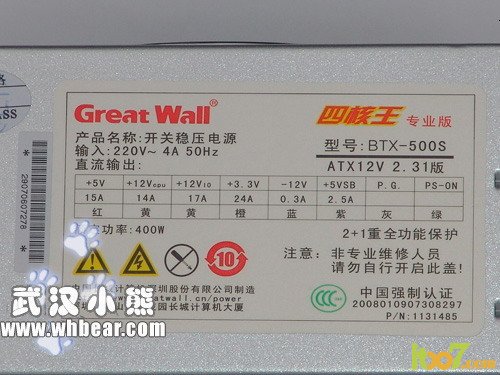 Great Wall®
四核王 专业版
产品名称:开关稳压电源
型号: BTX-500S
输入:220V~ 4A 50Hz
ATX12V 2.31版
直流输出:
+5V +12Vcpu +12Vio +3.3V -12V +5VSB P.G. PS-ON
15A 14A 17A 24A 0.3A 2.5A
红 黄 黄 橙 蓝 紫 灰 绿
功率:400W
2+1重全功能保护
注意: 非专业维修人员
请勿自行开启此盖!
10
中国强制认证
2008010907308297
P/N:1131485
29070607278
ASS
武汉小熊
www.whbear.com
it007.com